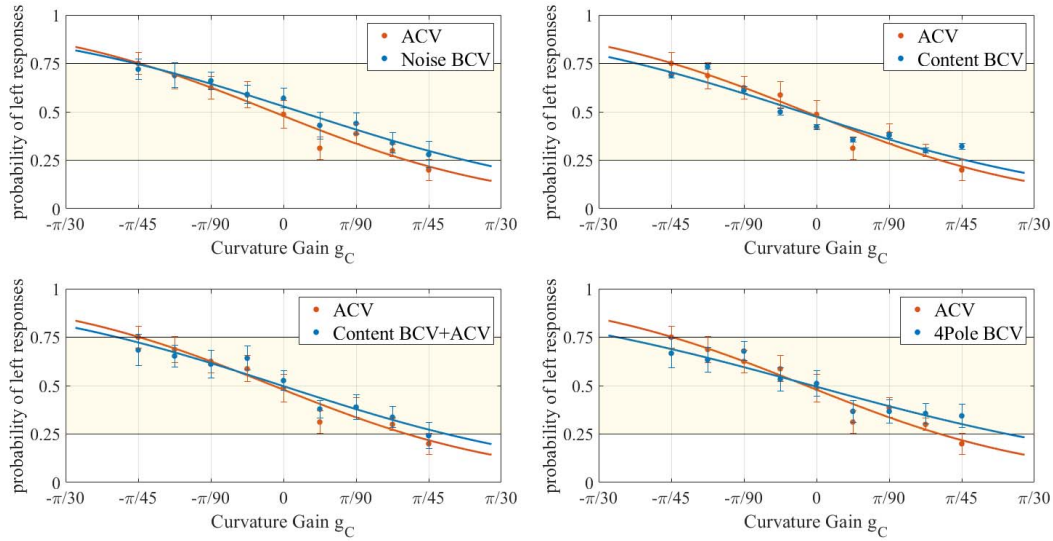 1
0.75
0.5
0.25
0
probability of left responses
ACV
Noise BCV
-π/30 -π/45 -π/90 0 π/90 π/45 π/30
Curvature Gain g_C
1
0.75
0.5
0.25
0
probability of left responses
ACV
Content BCV
-π/30 -π/45 -π/90 0 π/90 π/45 π/30
Curvature Gain g_C
1
0.75
0.5
0.25
0
probability of left responses
ACV
Content BCV+ACV
-π/30 -π/45 -π/90 0 π/90 π/45 π/30
Curvature Gain g_C
1
0.75
0.5
0.25
0
probability of left responses
ACV
4Pole BCV
-π/30 -π/45 -π/90 0 π/90 π/45 π/30
Curvature Gain g_C